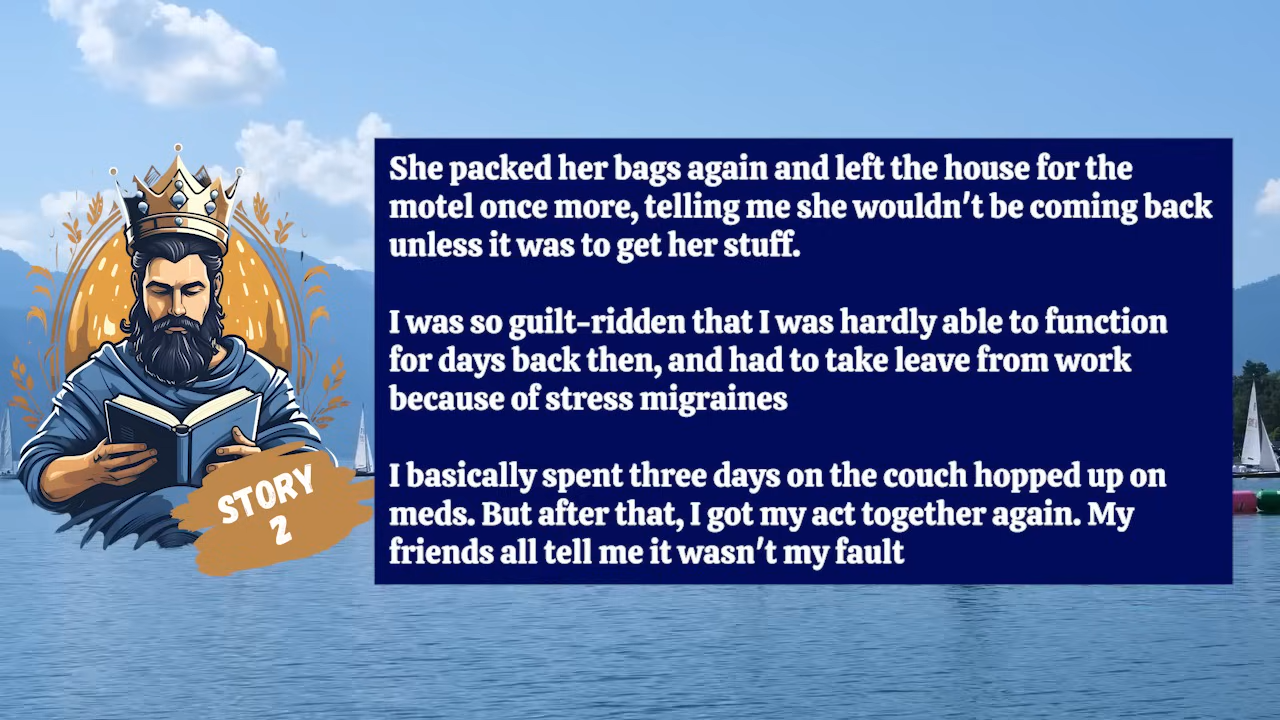 She packed her bags again and left the house for the
motel once more, telling me she wouldn't be coming back
unless it was to get her stuff.
I was so guilt-ridden that I was hardly able to function
for days back then, and had to take leave from work
because of stress migraines
I basically spent three days on the couch hopped up on
meds. But after that, I got my act together again. My
friends all tell me it wasn't my fault
STORY
2